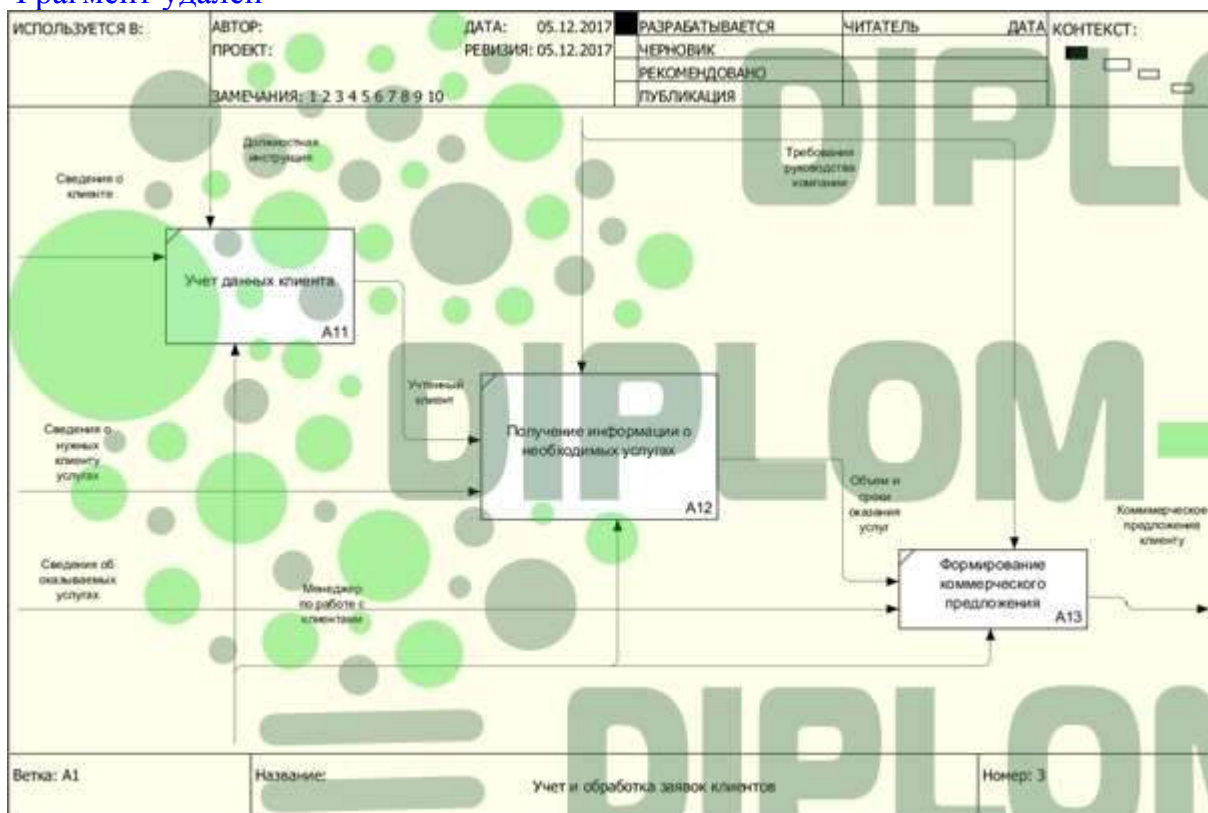 Фрагмент удален
ИСПОЛЬЗУЕТСЯ В:
АВТОР:
ДАТА: 05.12.2017
РАЗРАБАТЫВАЕТСЯ
ЧИТАТЕЛЬ
ДАТА
КОНТЕКСТ:
ПРОЕКТ:
РЕВИЗИЯ: 05.12.2017
ЧЕРНОВИК
РЕКОМЕНДОВАНО
ЗАМЕЧАНИЯ: 1 2 3 4 5 6 7 8 9 10
ПУБЛИКАЦИЯ
DIPLO
Должностная
инструкция
Требования
руководства
компании
Сведения о
клиенте
Учет данных клиента
A11
DIPLOM-
Учтенный
клиент
Сведения о
нужных
клиенту
услугах
Получение информации о
необходимых услугах
A12
Объем и
сроки
оказания
услуг
Коммерческое
предложение
клиенту
Сведения об
оказываемых
услугах
Менеджер
по работе с
клиентами
Формирование
коммерческого
предложения
A13
DIPLOM
Ветка: A1
Название:
Учет и обработка заявок клиентов
Номер: 3